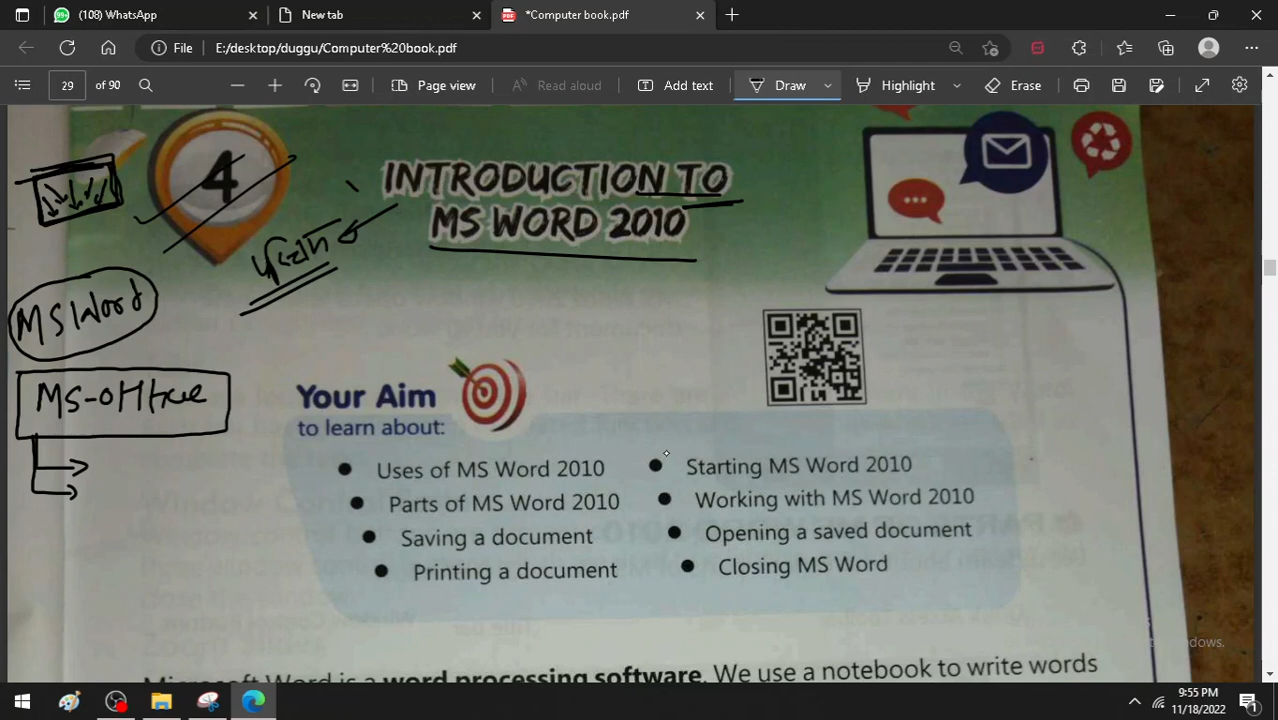 (108) WhatsApp
New tab
*Computer book.pdf
File
E:/desktop/duggu/Computer%20book.pdf
29
of 90
Page view
Read aloud
Add text
Draw
Highlight
Erase
4
INTRODUCTION TO
MS WORD 2010
MS Word
MS-office
Your Aim
to learn about:
Uses of MS Word 2010
Starting MS Word 2010
Parts of MS Word 2010
Working with MS Word 2010
Saving a document
Opening a saved document
Printing a document
Closing MS Word
Microsoft Word is a word processing software. We use a notebook to write words
9:55 PM
11/18/2022